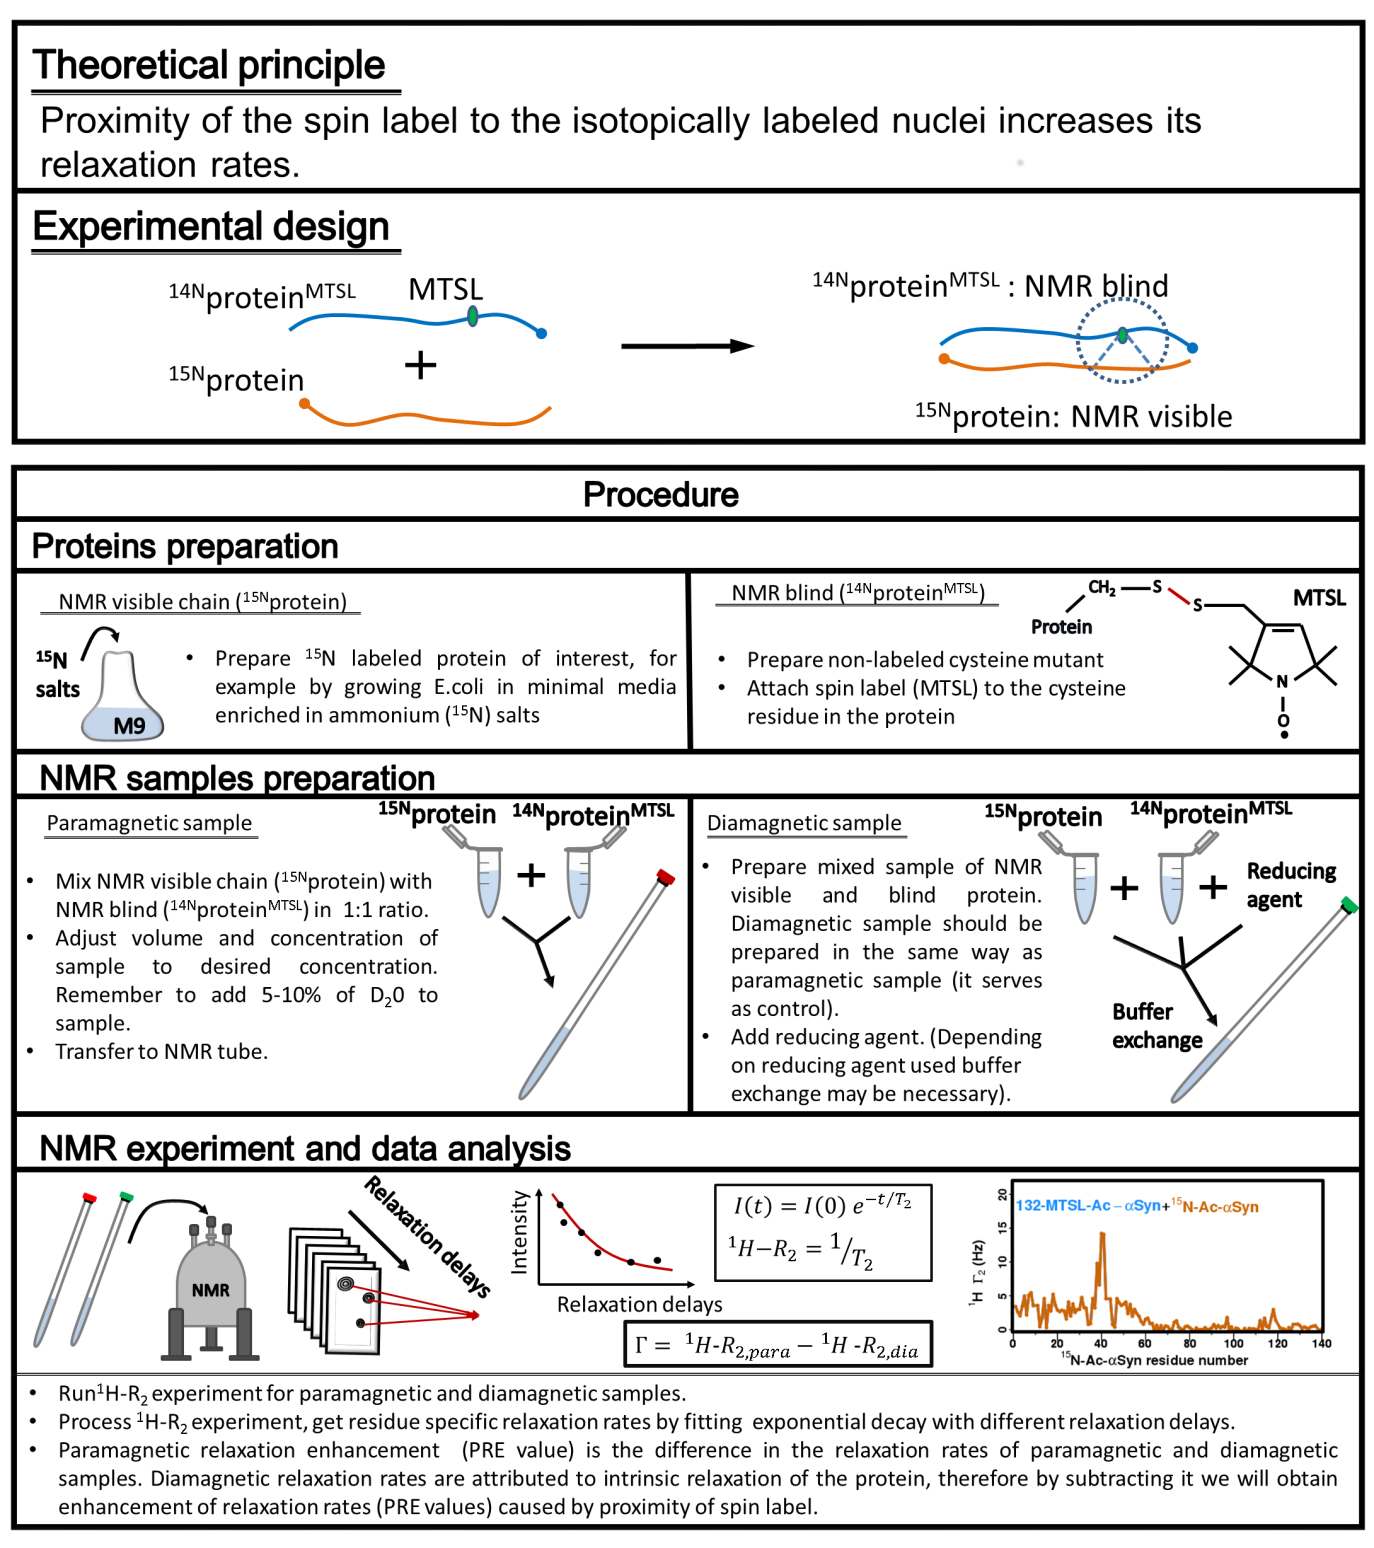 Theoretical principle
Proximity of the spin label to the isotopically labeled nuclei increases its
relaxation rates.
Experimental design
14NproteinMTSL
MTSL
15Nprotein
+
14NproteinMTSL : NMR blind
15Nprotein: NMR visible
Procedure
Proteins preparation
NMR visible chain (15Nprotein)
15N
salts
M9
• Prepare 15N labeled protein of interest, for
example by growing E.coli in minimal media
enriched in ammonium (15N) salts
NMR blind (14NproteinMTSL)
• Prepare non-labeled cysteine mutant
• Attach spin label (MTSL) to the cysteine
residue in the protein
Protein
CH2
S
S
MTSL
N
O
NMR samples preparation
Paramagnetic sample
15Nprotein
14NproteinMTSL
+
• Mix NMR visible chain (15Nprotein) with
NMR blind (14NproteinMTSL) in 1:1 ratio.
• Adjust volume and concentration of
sample to desired concentration.
Remember to add 5-10% of D20 to
sample.
• Transfer to NMR tube.
Diamagnetic sample
15Nprotein
14NproteinMTSL
+
+
Reducing
agent
Buffer
exchange
• Prepare mixed sample of NMR
visible and blind protein.
Diamagnetic sample should be
prepared in the same way as
paramagnetic sample (it serves
as control).
• Add reducing agent. (Depending
on reducing agent used buffer
exchange may be necessary).
NMR experiment and data analysis
NMR
Relaxation delays
Intensity
Relaxation delays
I(t) = I(0) e−t/T2
1H−R2 = 1/T2
Γ = 1H-R2,para − 1H -R2,dia
132-MTSL-Ac – αSyn+15N-Ac-αSyn
1H Γ2 (Hz)
20
15
10
5
0
0 20 40 60 80 100 120 140
15N-Ac-αSyn residue number
• Run1H-R2 experiment for paramagnetic and diamagnetic samples.
• Process 1H-R2 experiment, get residue specific relaxation rates by fitting exponential decay with different relaxation delays.
• Paramagnetic relaxation enhancement (PRE value) is the difference in the relaxation rates of paramagnetic and diamagnetic
samples. Diamagnetic relaxation rates are attributed to intrinsic relaxation of the protein, therefore by subtracting it we will obtain
enhancement of relaxation rates (PRE values) caused by proximity of spin label.